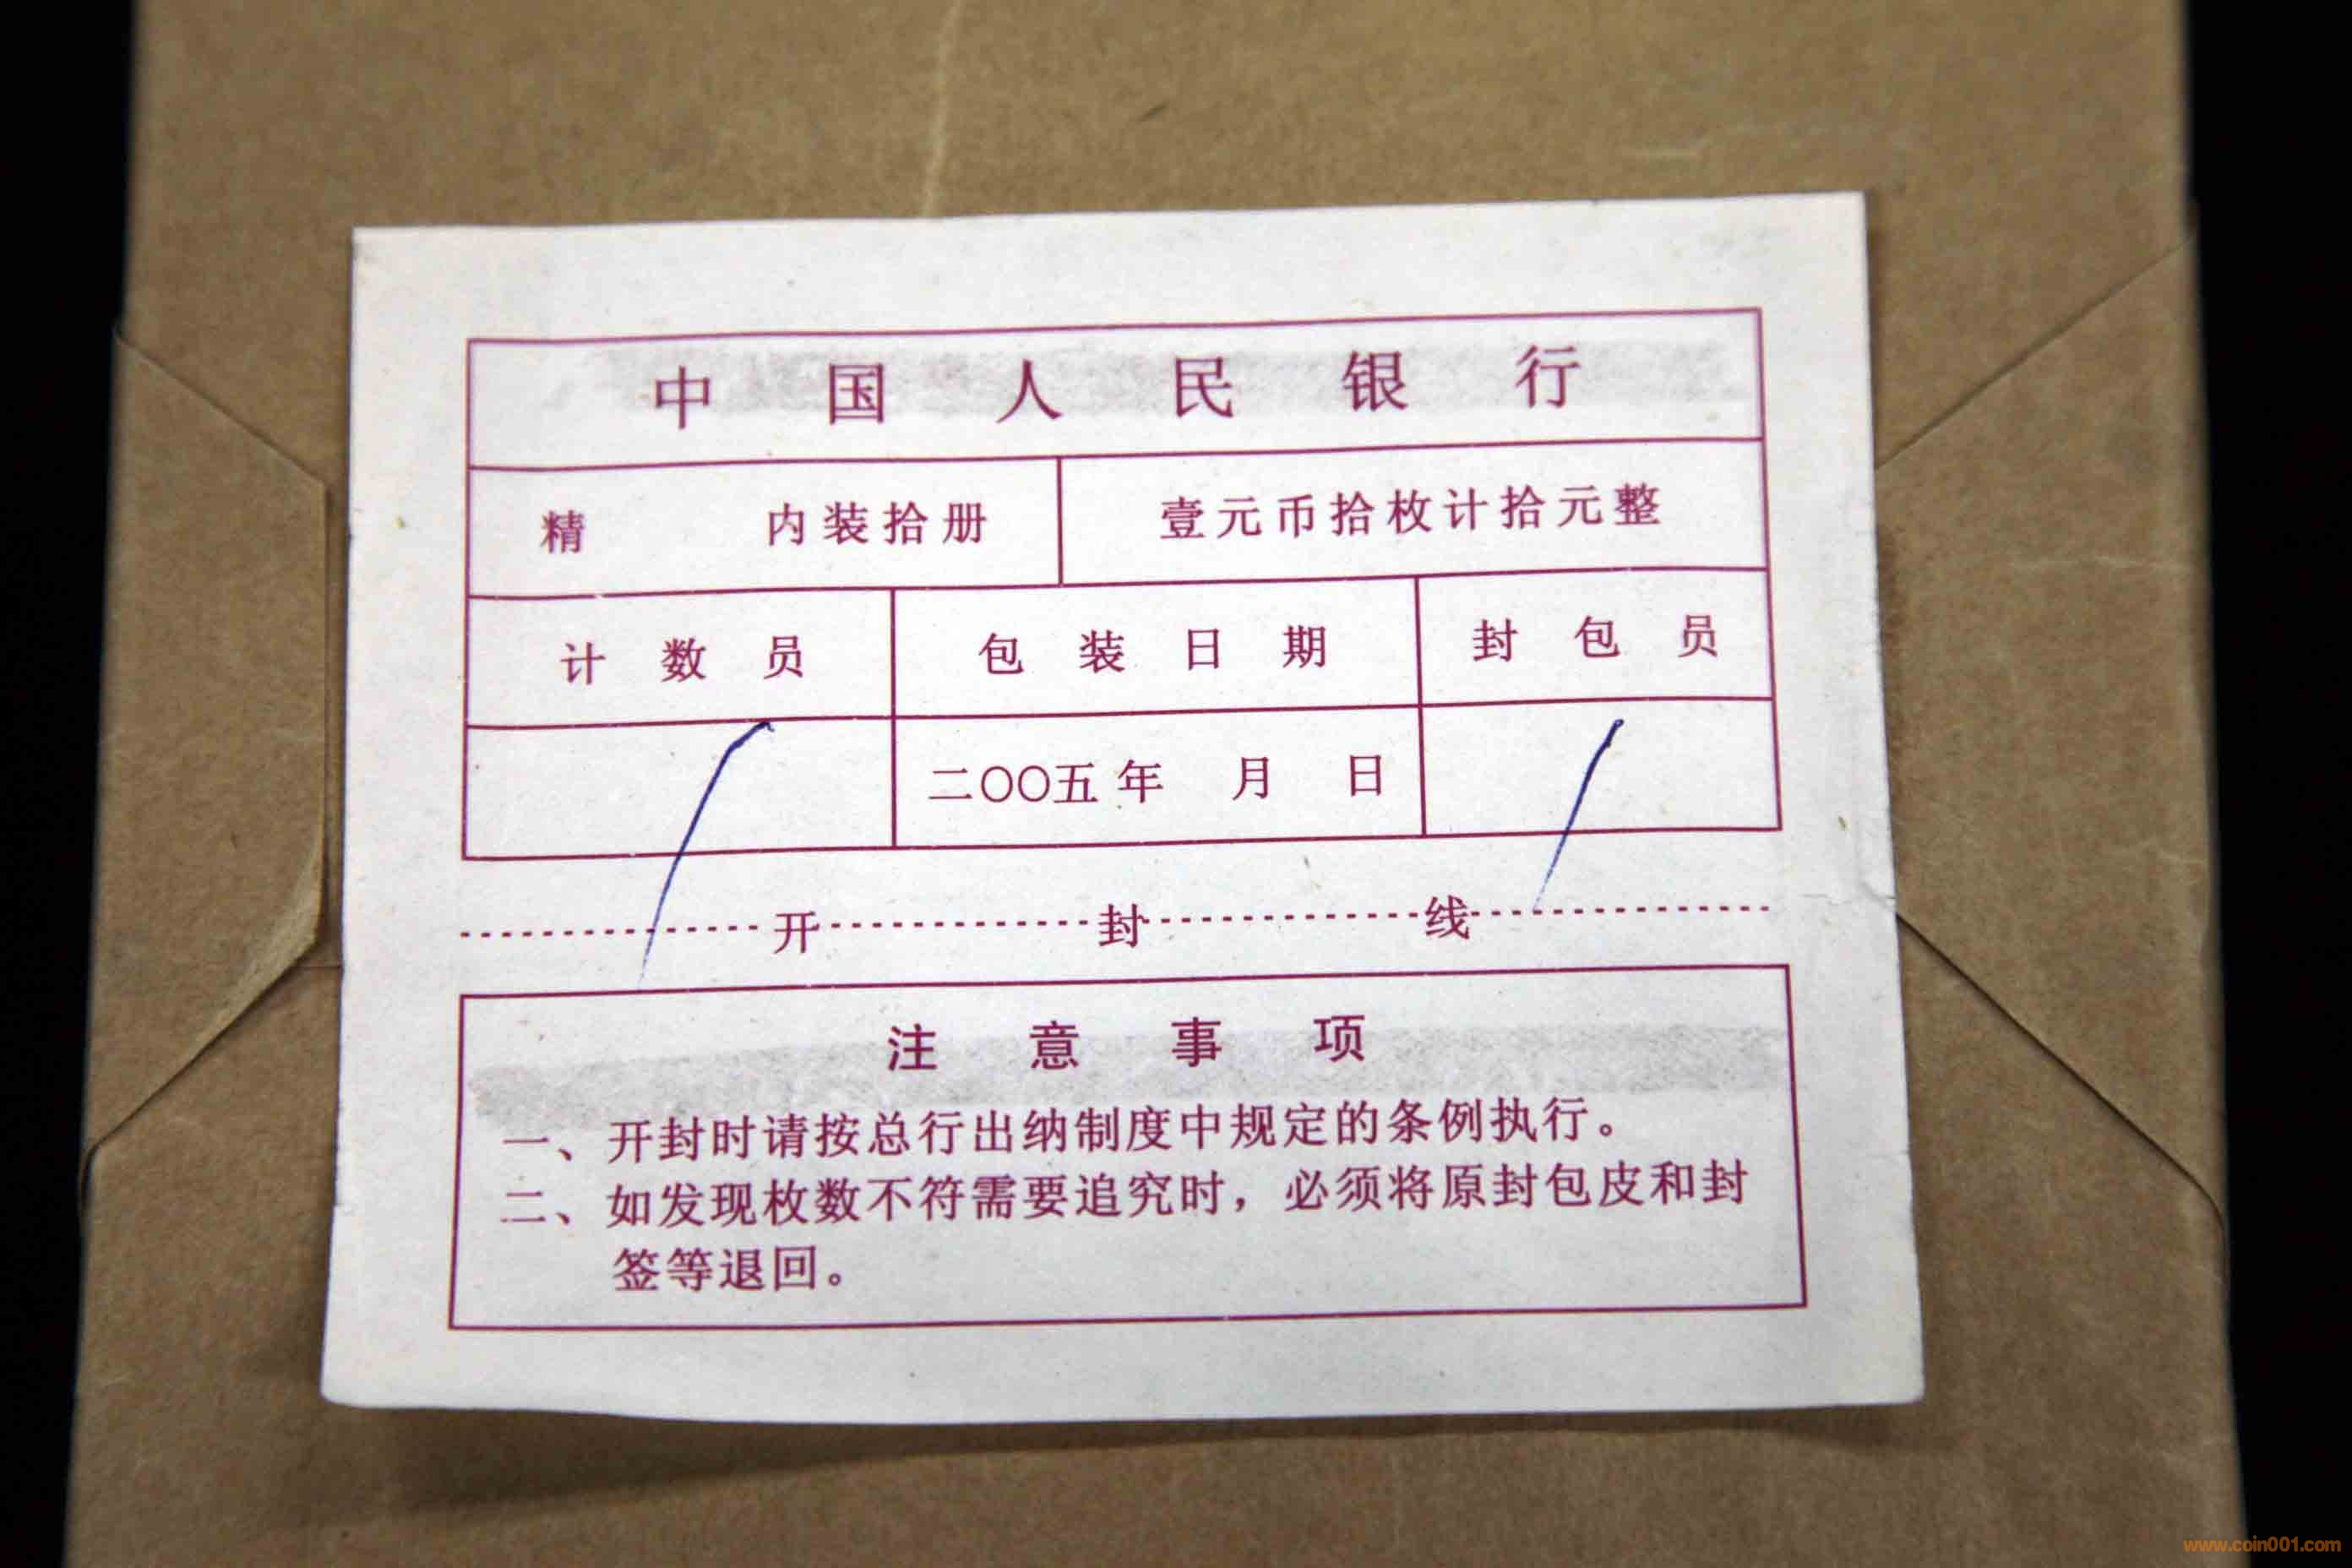 中国人民银行
精 内装拾册 壹元币拾枚计拾元整
计数员 包装日期 封包员
二〇〇五年 月 日
开封线
注意事项
一、开封时请按总行出纳制度中规定的条例执行。
二、如发现枚数不符需要追究时，必须将原封包皮和封
签等退回。
www.coin001.com